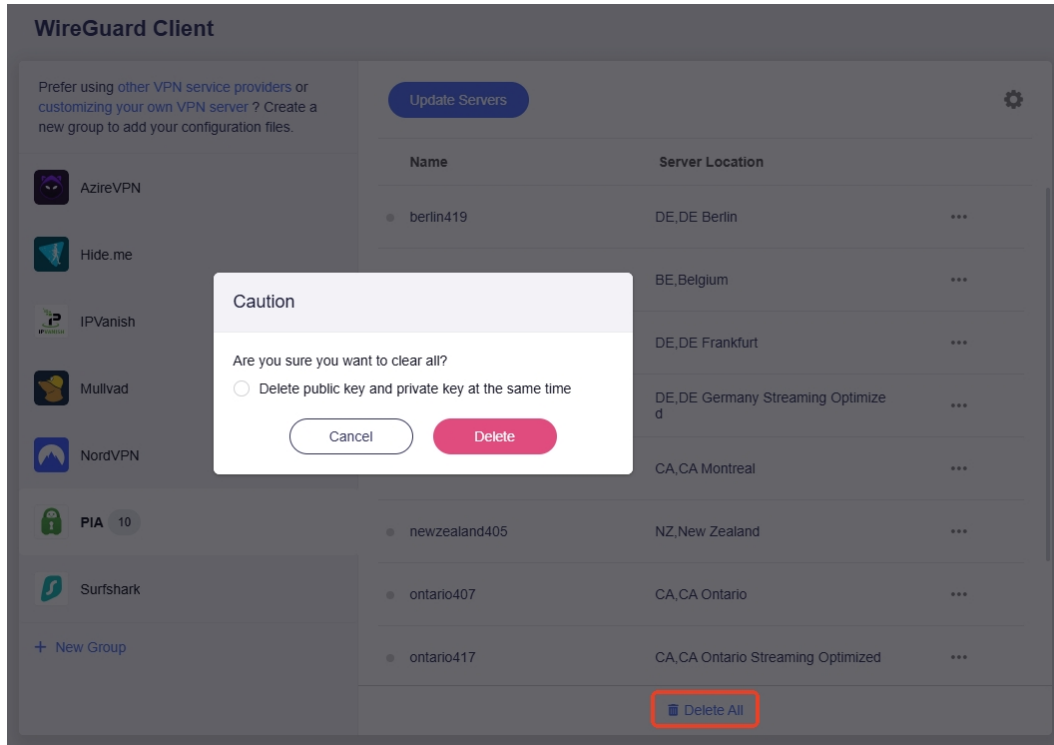 WireGuard Client
Prefer using other VPN service providers or
customizing your own VPN server ? Create a
new group to add your configuration files.
AzireVPN
Hide.me
IPVANISH
IPVanish
Mullvad
NordVPN
PIA 10
Surfshark
+ New Group
Update Servers
Name Server Location
berlin419 DE,DE Berlin •••
BE,Belgium •••
DE,DE Frankfurt •••
DE,DE Germany Streaming Optimize
d •••
CA,CA Montreal •••
newzealand405 NZ,New Zealand •••
ontario407 CA,CA Ontario •••
ontario417 CA,CA Ontario Streaming Optimized •••
Delete All
Caution
Are you sure you want to clear all?
Delete public key and private key at the same time
Cancel Delete